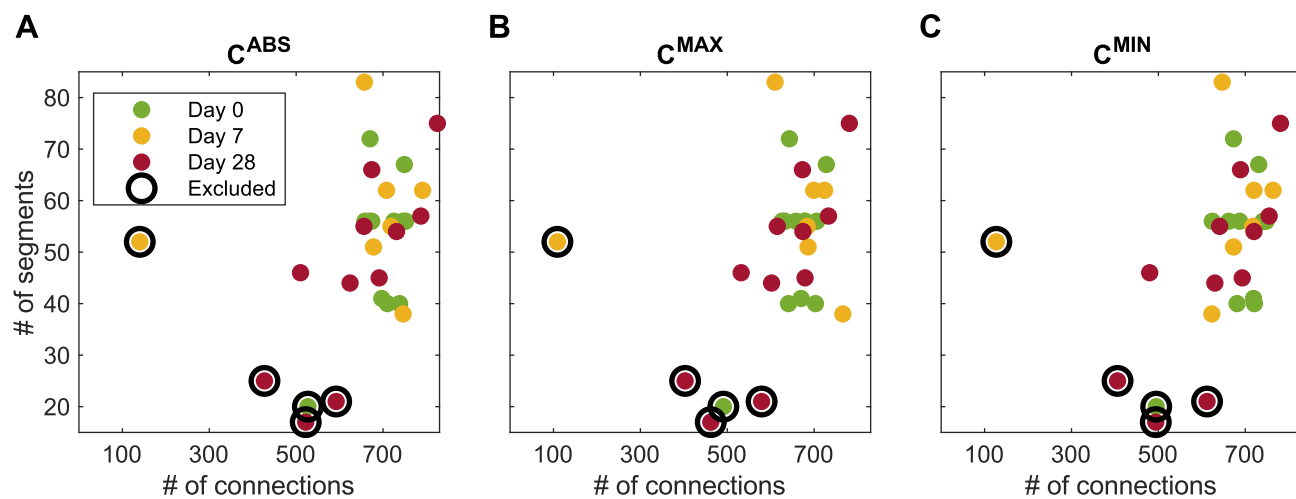 A
B
C
C^ABS
C^MAX
C^MIN
# of segments
80
70
60
50
40
30
20
Day 0
Day 7
Day 28
Excluded
100 300 500 700
100 300 500 700
100 300 500 700
# of connections
# of connections
# of connections